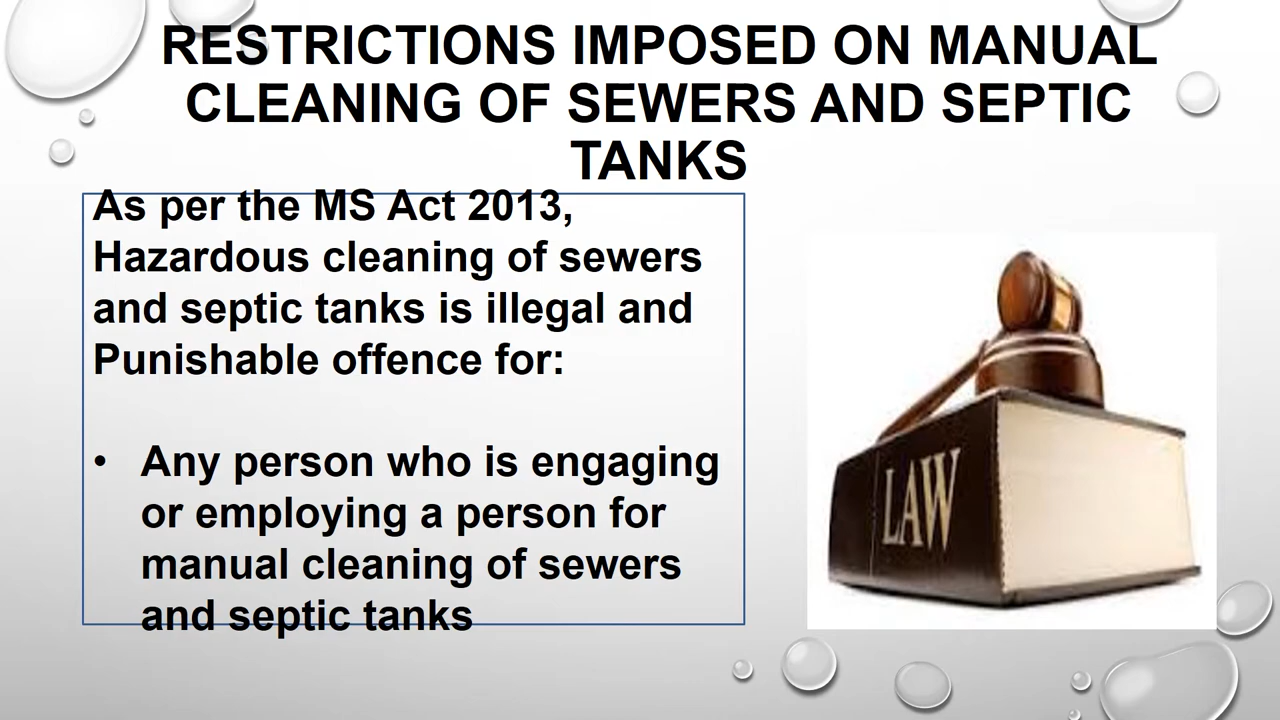 RESTRICTIONS IMPOSED ON MANUAL
CLEANING OF SEWERS AND SEPTIC
TANKS
As per the MS Act 2013,
Hazardous cleaning of sewers
and septic tanks is illegal and
Punishable offence for:
• Any person who is engaging
or employing a person for
manual cleaning of sewers
and septic tanks
LAW